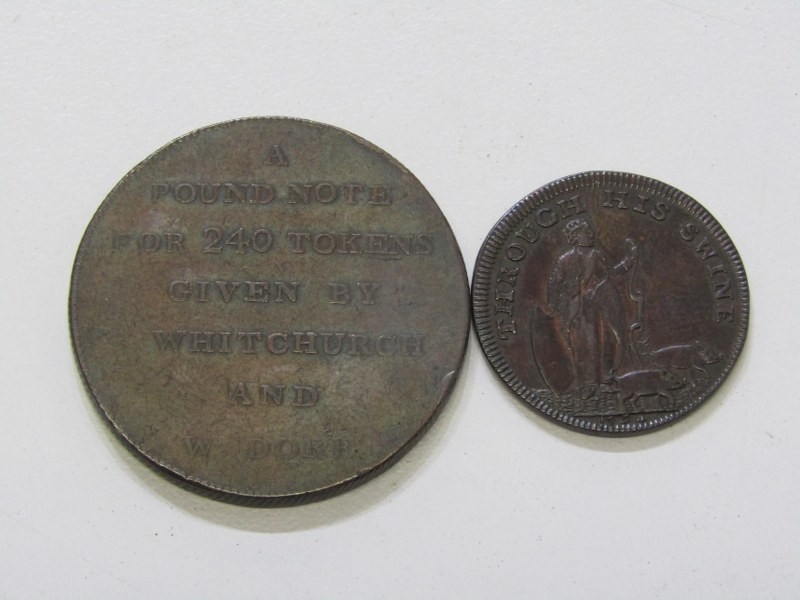 A
POUND NOTE
FOR 240 TOKENS
GIVEN BY
WHITCHURCH
AND
W. DORE
THROUGH HIS SWINE